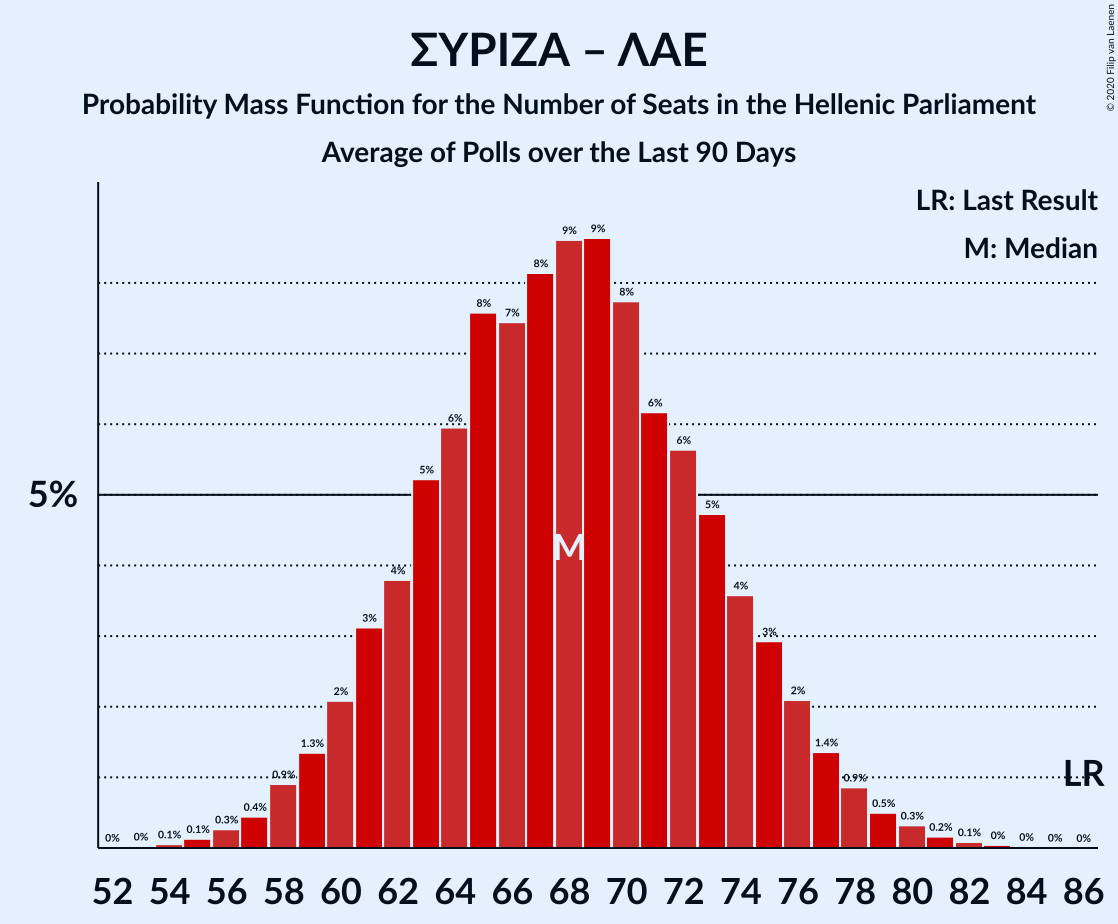 ΣΥΡΙΖΑ – ΛΑΕ
Probability Mass Function for the Number of Seats in the Hellenic Parliament
Average of Polls over the Last 90 Days
© 2020 Filip van Laenen
LR: Last Result
M: Median
5%
0% 0% 0.1% 0.1% 0.3% 0.4% 0.9% 1.3% 2% 3% 4% 5% 6% 8% 7% 8% 9% 9% 8% 6% 6% 5% 4% 3% 2% 1.4% 0.9% 0.5% 0.3% 0.2% 0.1% 0% 0% 0% 0%
M
LR
52 54 56 58 60 62 64 66 68 70 72 74 76 78 80 82 84 86